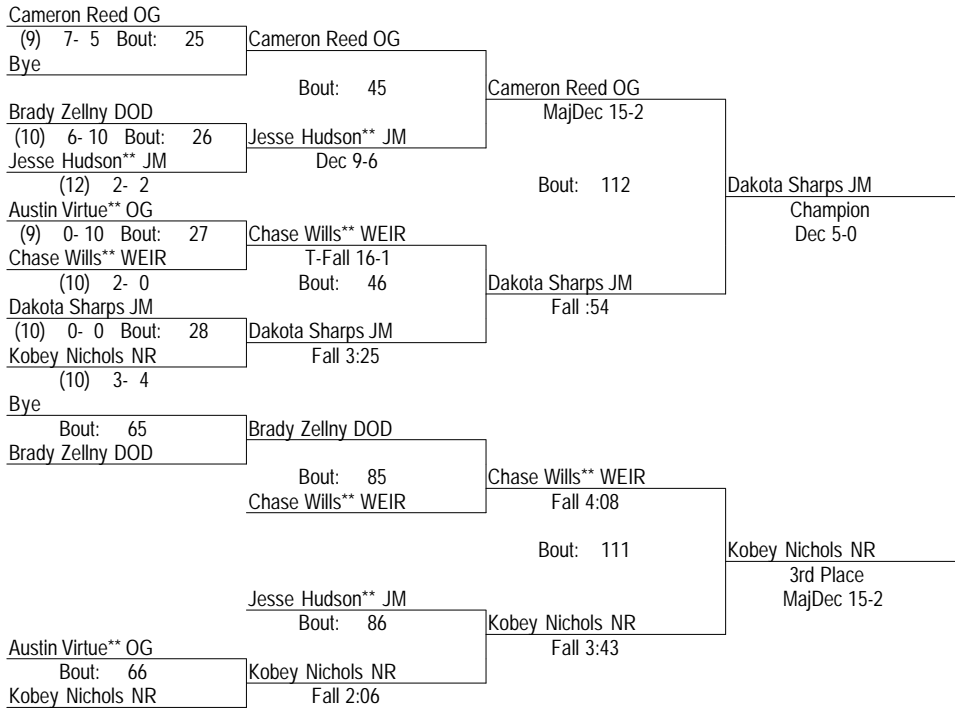 Cameron Reed OG
(9) 7- 5 Bout: 25 Cameron Reed OG
Bye
Bout: 45 Cameron Reed OG
Brady Zellny DOD MajDec 15-2
(10) 6- 10 Bout: 26 Jesse Hudson** JM
Jesse Hudson** JM Dec 9-6
(12) 2- 2 Bout: 112 Dakota Sharps JM
Austin Virtue** OG Champion
(9) 0- 10 Bout: 27 Chase Wills** WEIR Dec 5-0
Chase Wills** WEIR T-Fall 16-1
(10) 2- 0 Bout: 46 Dakota Sharps JM
Dakota Sharps JM Fall :54
(10) 0- 0 Bout: 28 Dakota Sharps JM
Kobey Nichols NR Fall 3:25
(10) 3- 4
Bye
Bout: 65 Brady Zellny DOD
Brady Zellny DOD
Bout: 85 Chase Wills** WEIR
Chase Wills** WEIR Fall 4:08
Bout: 111 Kobey Nichols NR
3rd Place
Jesse Hudson** JM MajDec 15-2
Bout: 86 Kobey Nichols NR
Austin Virtue** OG Fall 3:43
Bout: 66 Kobey Nichols NR
Kobey Nichols NR Fall 2:06